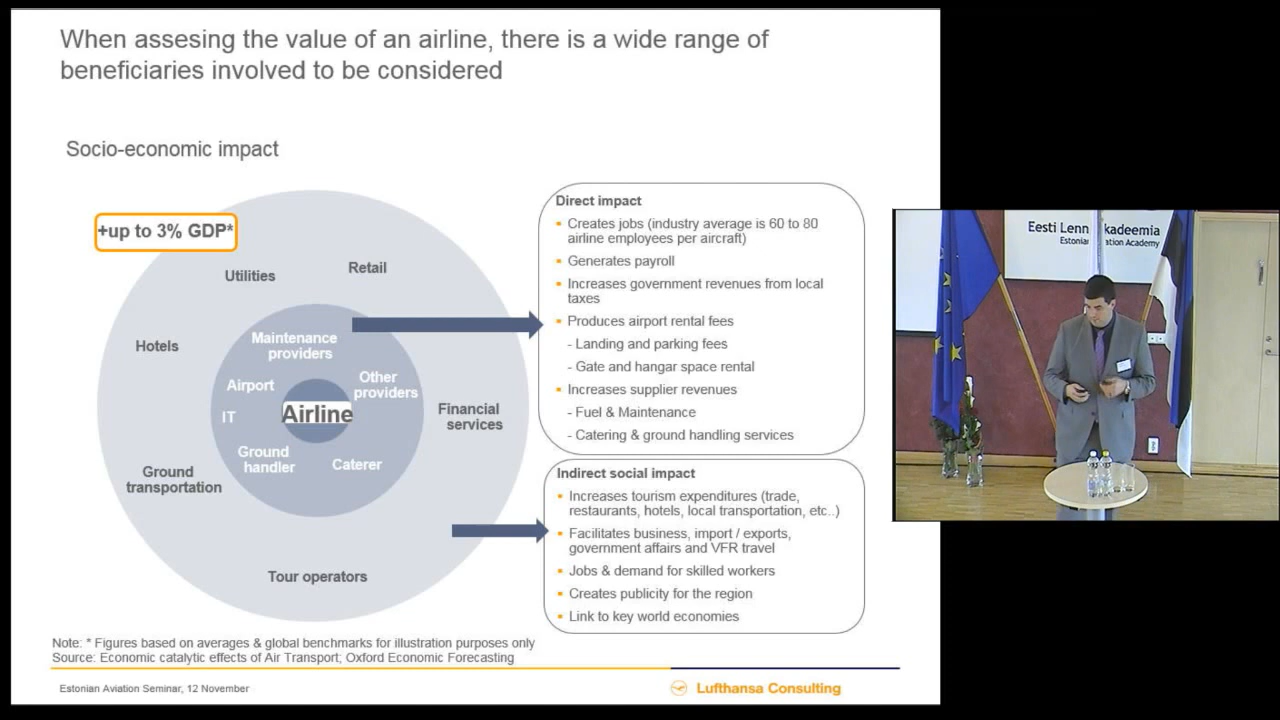 When assesing the value of an airline, there is a wide range of
beneficiaries involved to be considered
Socio-economic impact
+up to 3% GDP*
Utilities
Retail
Hotels
Maintenance
providers
Airport
Other
providers
IT
Airline
Financial
services
Ground
handler
Caterer
Ground
transportation
Tour operators
Direct impact
▪ Creates jobs (industry average is 60 to 80
airline employees per aircraft)
▪ Generates payroll
▪ Increases government revenues from local
taxes
▪ Produces airport rental fees
- Landing and parking fees
- Gate and hangar space rental
▪ Increases supplier revenues
- Fuel & Maintenance
- Catering & ground handling services
Indirect social impact
▪ Increases tourism expenditures (trade,
restaurants, hotels, local transportation, etc..)
▪ Facilitates business, import / exports,
government affairs and VFR travel
▪ Jobs & demand for skilled workers
▪ Creates publicity for the region
▪ Link to key world economies
Note: * Figures based on averages & global benchmarks for illustration purposes only
Source: Economic catalytic effects of Air Transport; Oxford Economic Forecasting
Estonian Aviation Seminar, 12 November
Lufthansa Consulting
Eesti Lenn kadeemia
Estonia ation Academy